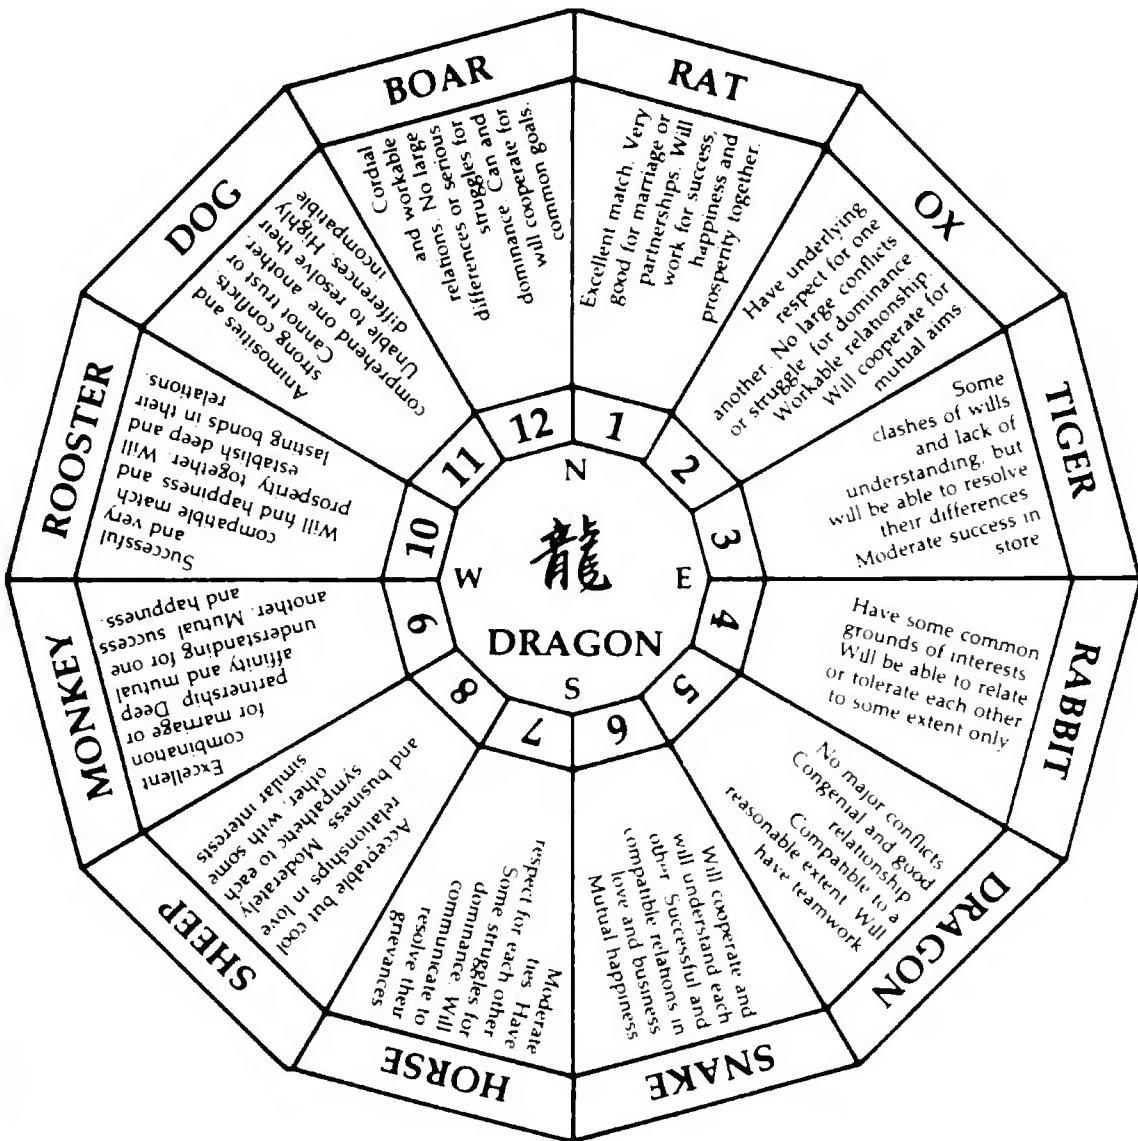 RAT
Excellent match. Very
good for marriage or
partnerships. Will
work for success,
happiness and
prosperity together.
1
OX
Have underlying
respect for one
another. No large conflicts
or struggle for dominance.
Workable relationship.
Will cooperate for
mutual aims
2
TIGER
Some
clashes of wills
and lack of
understanding, but
will be able to resolve
their differences
Moderate success in
store
3
RABBIT
Have some common
grounds of interests
Will be able to relate
or tolerate each other
to some extent only
4
DRAGON
No major conflicts
Congenial and good
relationship
Compatible to a
reasonable extent. Will
have teamwork
5
SNAKE
Will cooperate and
will understand each
other. Successful and
compatible relations in
love and business
Mutual happiness
6
HORSE
Moderate
ties. Have
respect for each other
Some struggles for
dominance. Will
communicate to
resolve their
grievances
7
SHEEP
Acceptable but cool
relationships in love
and business. Moderately
sympathetic to each
other, with some
similar interests
8
MONKEY
Excellent
combination
for marriage or
partnership. Deep
affinity and mutual
understanding for one
another. Mutual success
and happiness.
9
ROOSTER
Successful
and very
compatible match
Will find happiness and
prosperity together. Will
establish deep and
lasting bonds in their
relations.
10
DOG
Animosities and
strong conflicts.
Cannot trust or
comprehend one another.
Unable to resolve their
differences. Highly
incompatible
11
BOAR
Cordial
and workable
relations. No large
differences or serious
struggles for
dominance. Can and
will cooperate for
common goals.
12
N
龍
W
E
DRAGON
S